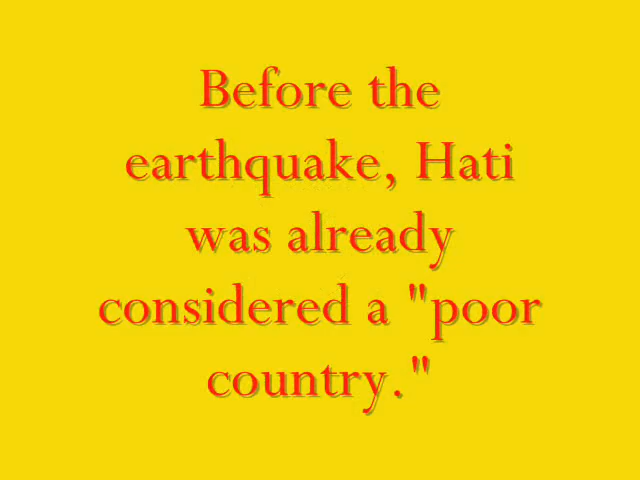 Before the
earthquake, Hati
was already
considered a "poor
country."